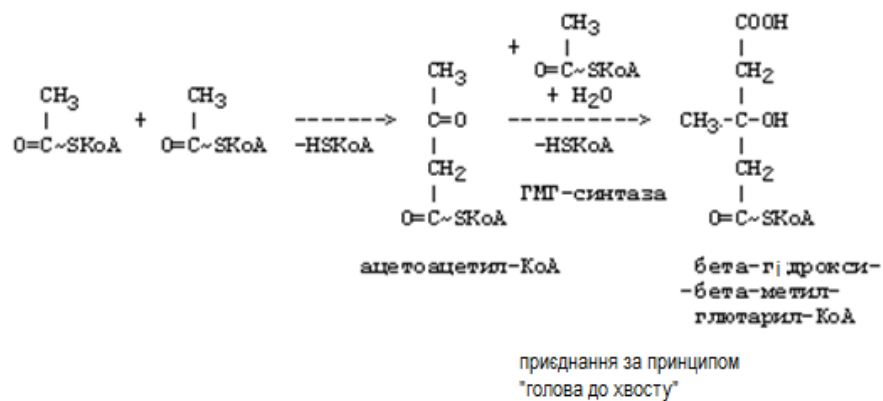 CH3 COOH
+ |
CH3 O=C~SKoA CH2
CH3 CH3 | + H2O |
| + | -------> C=O ----------> CH3-C-OH
O=C~SKoA O=C~SKoA -HSKoA | -HSKoA |
CH2 CH2
| ГМГ-синтаза |
O=C~SKoA O=C~SKoA
ацетоацетил-КоА бета-гідрокси-
-бета-метил-
глютарил-КоА
приєднання за принципом
"голова до хвосту"